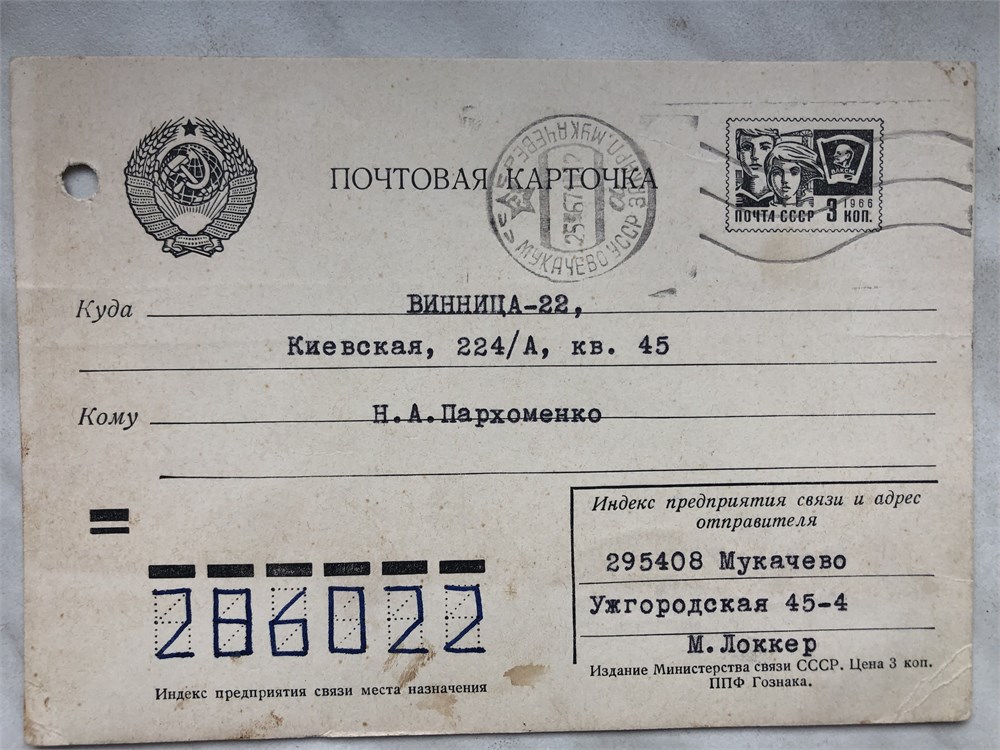 ПОЧТОВАЯ КАРТОЧКА
МУКАЧЕВО УССР
ВЛКСМ
1966
ПОЧТА СССР 3 КОП.
Куда ВИННИЦА-22,
Киевская, 224/А, кв. 45
Кому Н.А.Пархоменко
Индекс предприятия связи и адрес
отправителя
295408 Мукачево
Ужгородская 45-4
М.Локкер
286022
Индекс предприятия связи места назначения
Издание Министерства связи СССР. Цена 3 коп.
ППФ Гознака.